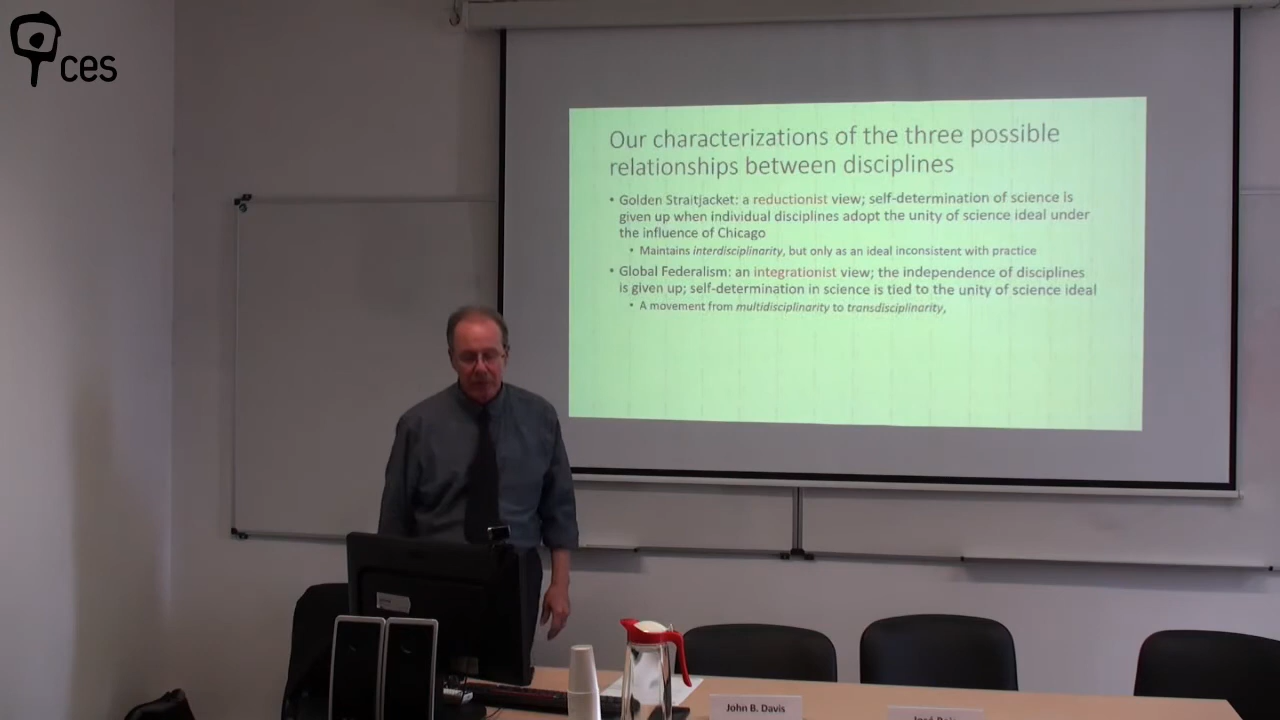 ces
Our characterizations of the three possible
relationships between disciplines
• Golden Straitjacket: a reductionist view; self-determination of science is
given up when individual disciplines adopt the unity of science ideal under
the influence of Chicago
• Maintains interdisciplinarity, but only as an ideal inconsistent with practice
• Global Federalism: an integrationist view; the independence of disciplines
is given up; self-determination in science is tied to the unity of science ideal
• A movement from multidisciplinarity to transdisciplinarity,
John B. Davis